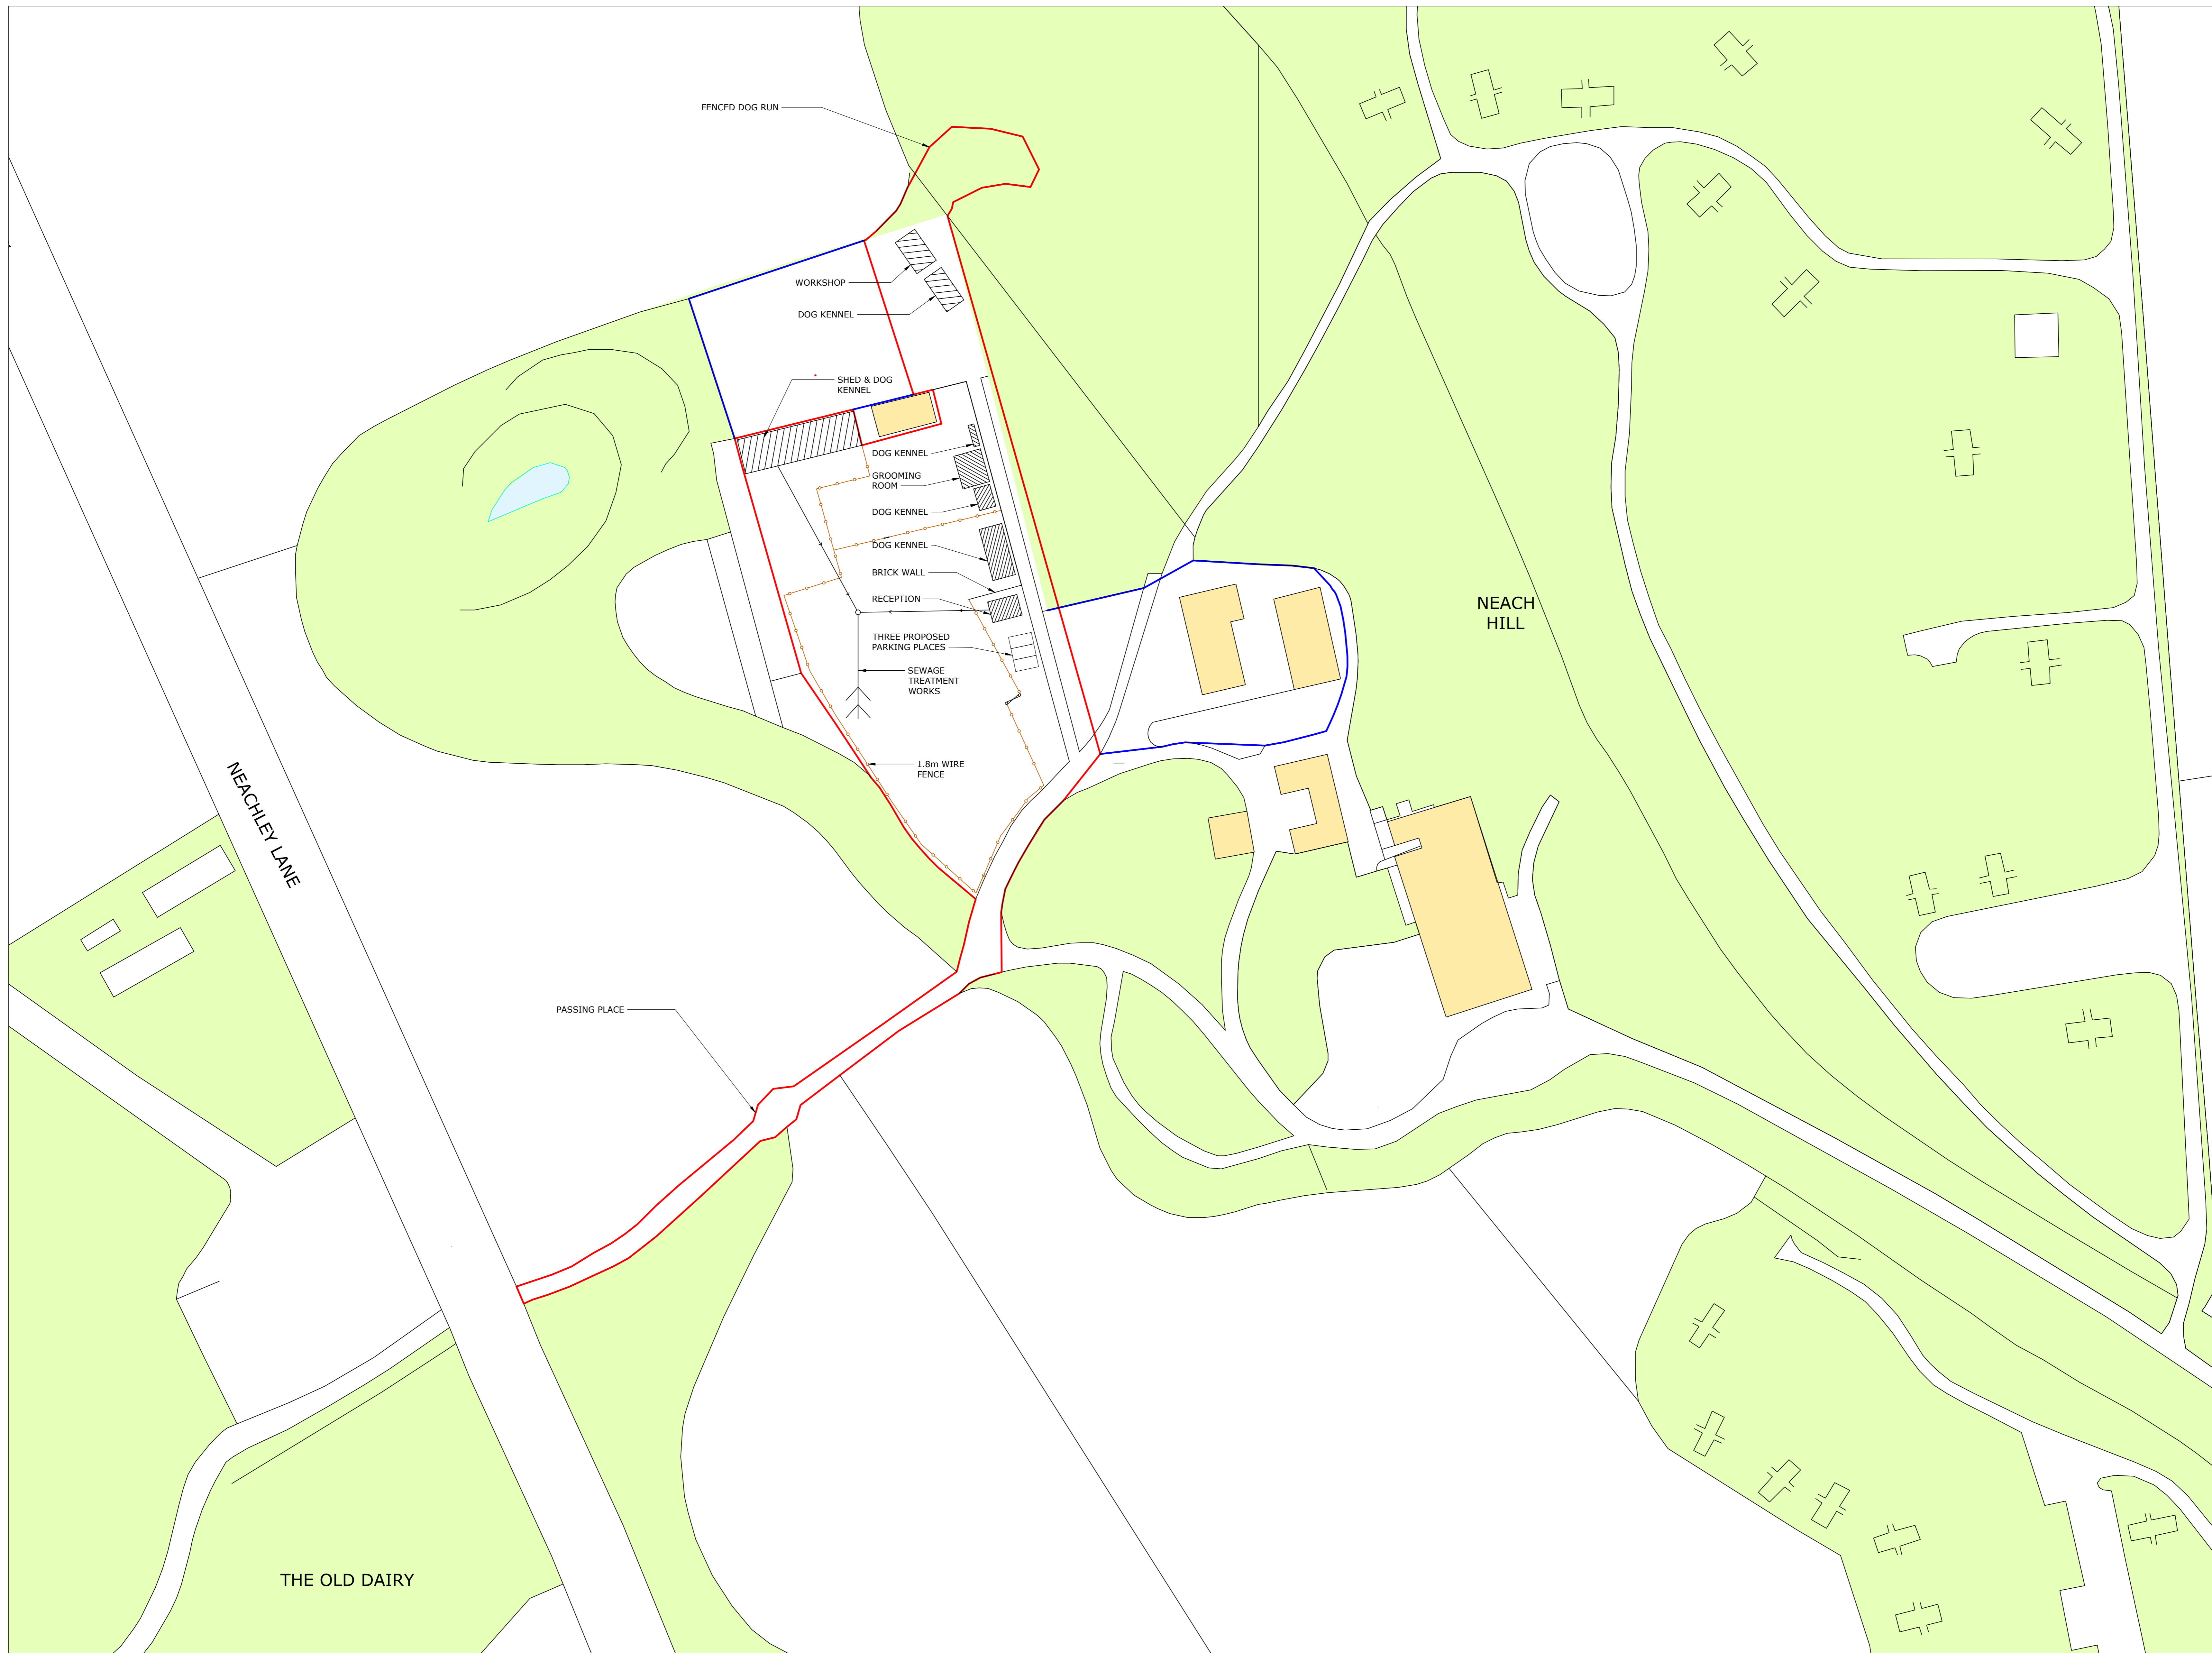 FENCED DOG RUN
WORKSHOP
DOG KENNEL
SHED & DOG
KENNEL
DOG KENNEL
GROOMING
ROOM
DOG KENNEL
DOG KENNEL
BRICK WALL
RECEPTION
THREE PROPOSED
PARKING PLACES
SEWAGE
TREATMENT
WORKS
1.8m WIRE
FENCE
NEACH
HILL
NEACHLEY LANE
PASSING PLACE
THE OLD DAIRY